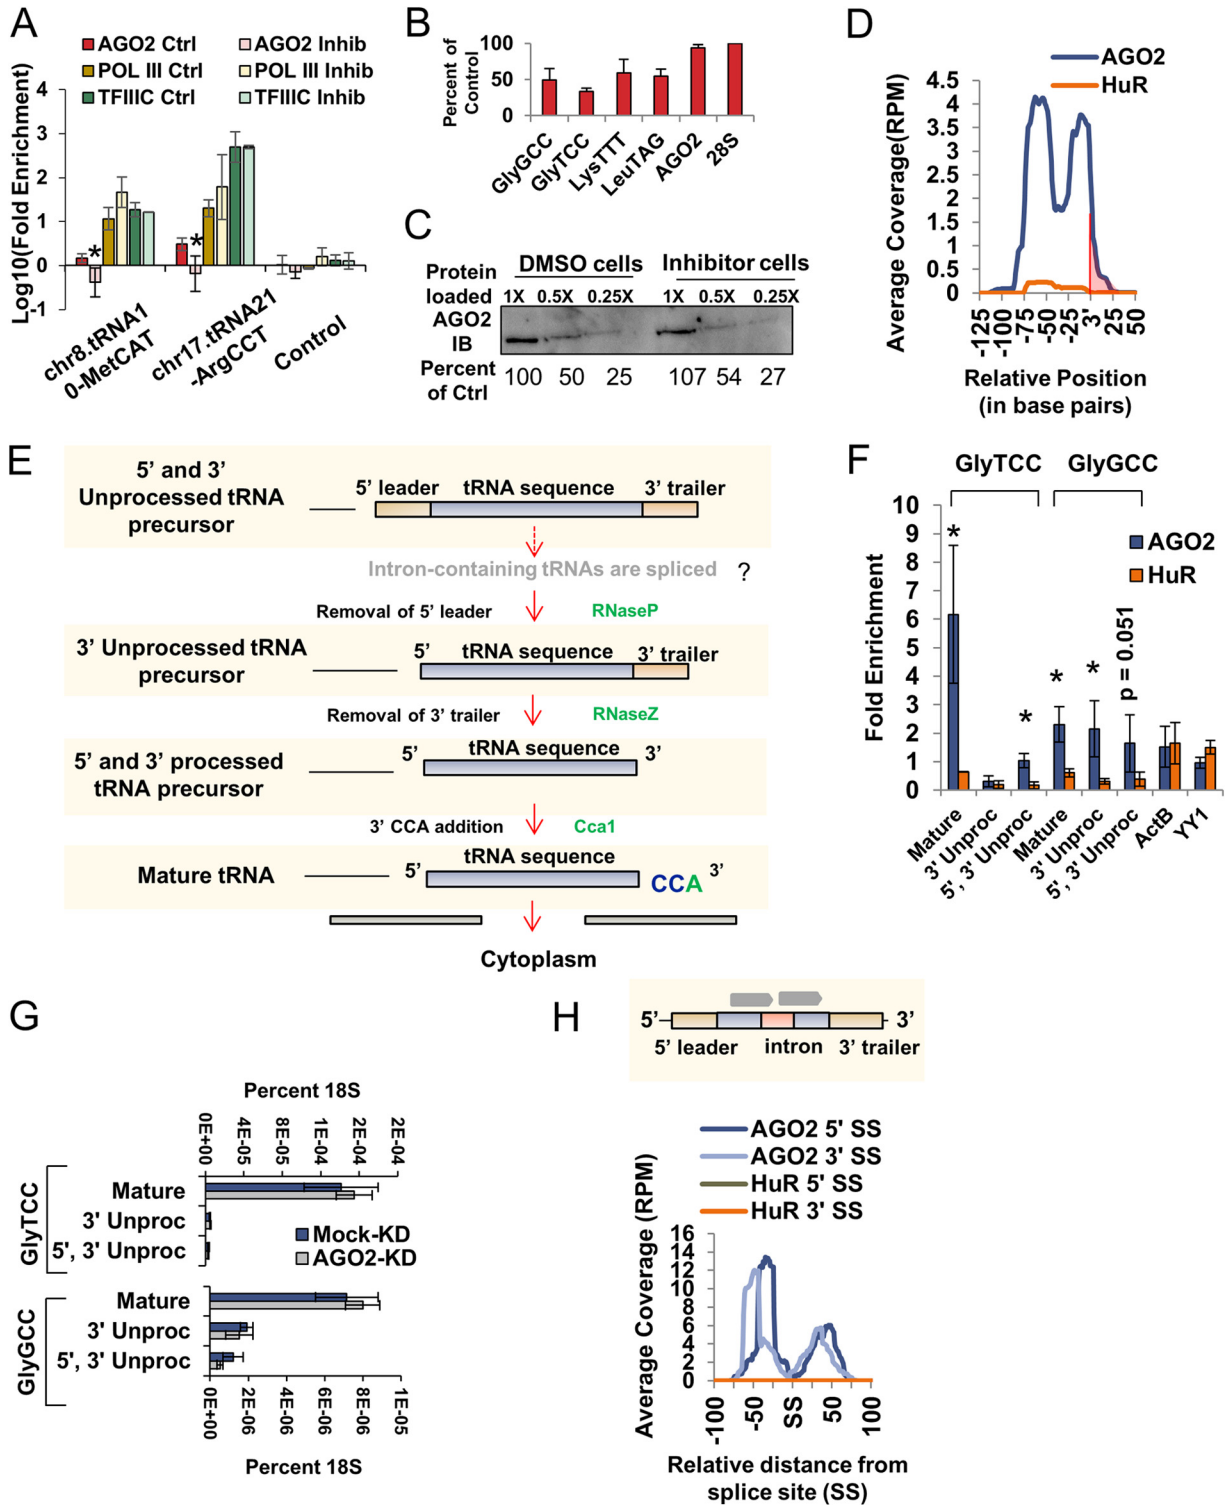 A
AGO2 Ctrl
AGO2 Inhib
POL III Ctrl
POL III Inhib
TFIIIC Ctrl
TFIIIC Inhib
Log10(Fold Enrichment)
4
3
2
1
0
-1
*
*
chr8.tRNA1
0-MetCAT
chr17.tRNA21
-ArgCCT
Control
B
Percent of
Control
100
50
0
GlyGCC
GlyTCC
LysTTT
LeuTAG
AGO2
28S
C
Protein
loaded
DMSO cells
Inhibitor cells
1X 0.5X 0.25X
1X 0.5X 0.25X
AGO2
IB
Percent
of Ctrl
100 50 25
107 54 27
D
AGO2
HuR
Average Coverage(RPM)
4.5
4
3.5
3
2.5
2
1.5
1
0.5
0
-125
-100
-75
-50
-25
3'
25
50
Relative Position
(in base pairs)
E
5' and 3'
Unprocessed tRNA
precursor
5' leader
tRNA sequence
3' trailer
Intron-containing tRNAs are spliced ?
Removal of 5' leader
RNaseP
3' Unprocessed tRNA
precursor
5'
tRNA sequence
3' trailer
Removal of 3' trailer
RNaseZ
5' and 3' processed
tRNA precursor
5'
tRNA sequence
3'
3' CCA addition
Cca1
Mature tRNA
5'
tRNA sequence
CCA
3'
Cytoplasm
F
GlyTCC
GlyGCC
AGO2
HuR
Fold Enrichment
10
9
8
7
6
5
4
3
2
1
0
*
*
*
*
p = 0.051
Mature
3' Unproc
5', 3' Unproc
Mature
3' Unproc
5', 3' Unproc
ActB
YY1
G
Percent 18S
0E+00
4E-05
8E-05
1E-04
2E-04
2E-04
GlyTCC
Mature
3' Unproc
5', 3' Unproc
Mock-KD
AGO2-KD
GlyGCC
Mature
3' Unproc
5', 3' Unproc
0E+00
2E-06
4E-06
6E-06
8E-06
1E-05
Percent 18S
H
5'
3'
5' leader
intron
3' trailer
AGO2 5' SS
AGO2 3' SS
HuR 5' SS
HuR 3' SS
Average Coverage (RPM)
16
14
12
10
8
6
4
2
0
-100
-50
SS
50
100
Relative distance from
splice site (SS)